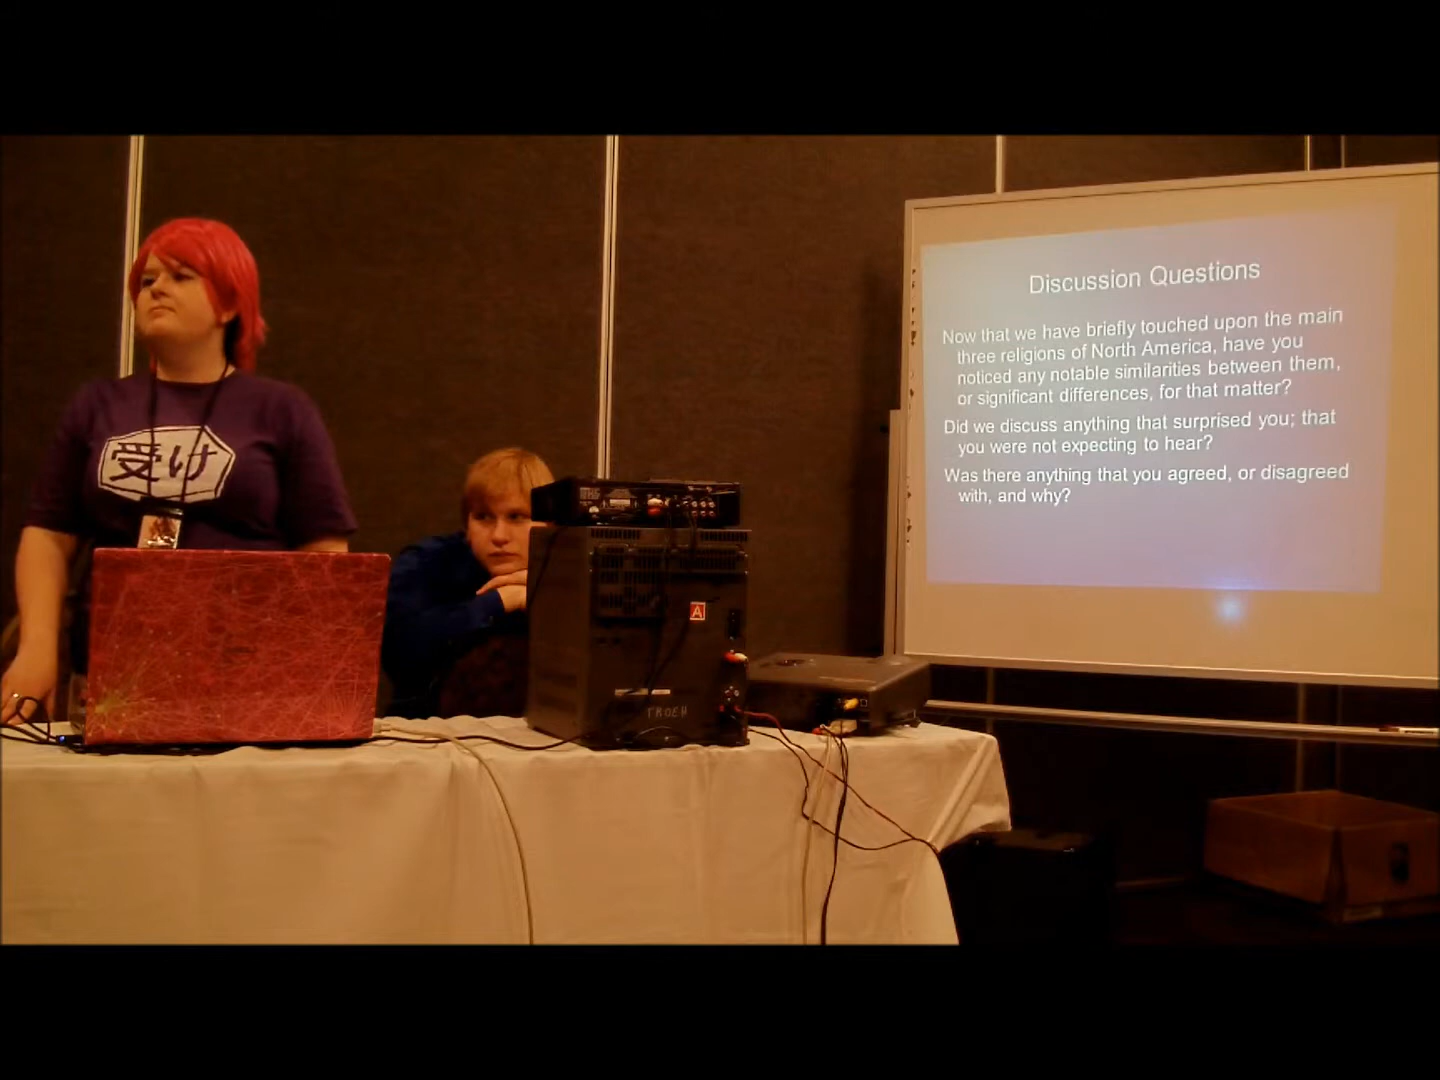 受け
A
TROEH
Discussion Questions
Now that we have briefly touched upon the main
three religions of North America, have you
noticed any notable similarities between them,
or significant differences, for that matter?
Did we discuss anything that surprised you; that
you were not expecting to hear?
Was there anything that you agreed, or disagreed
with, and why?